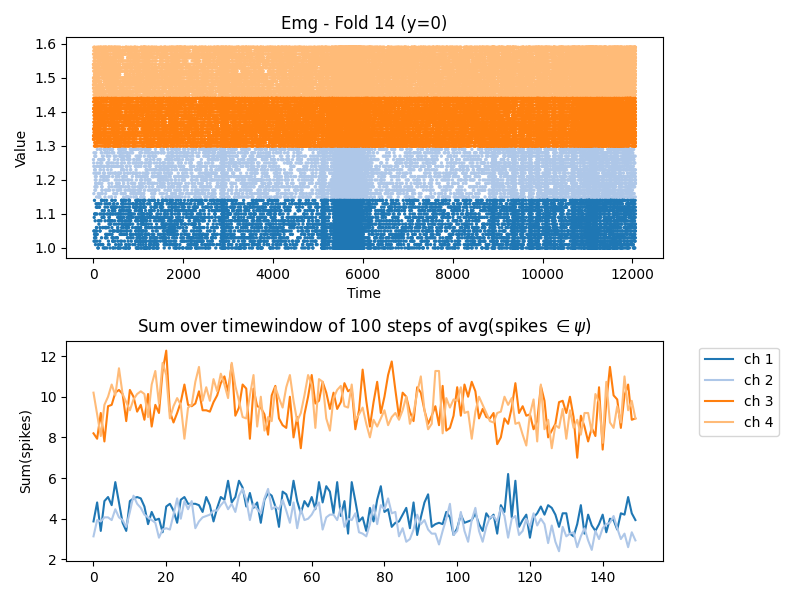 Emg - Fold 14 (y=0)
1.6
1.5
1.4
1.3
1.2
1.1
1.0
Value
0 2000 4000 6000 8000 10000 12000
Time
Sum over timewindow of 100 steps of avg(spikes ∈ ψ)
12
10
8
6
4
2
Sum(spikes)
0 20 40 60 80 100 120 140
ch 1
ch 2
ch 3
ch 4